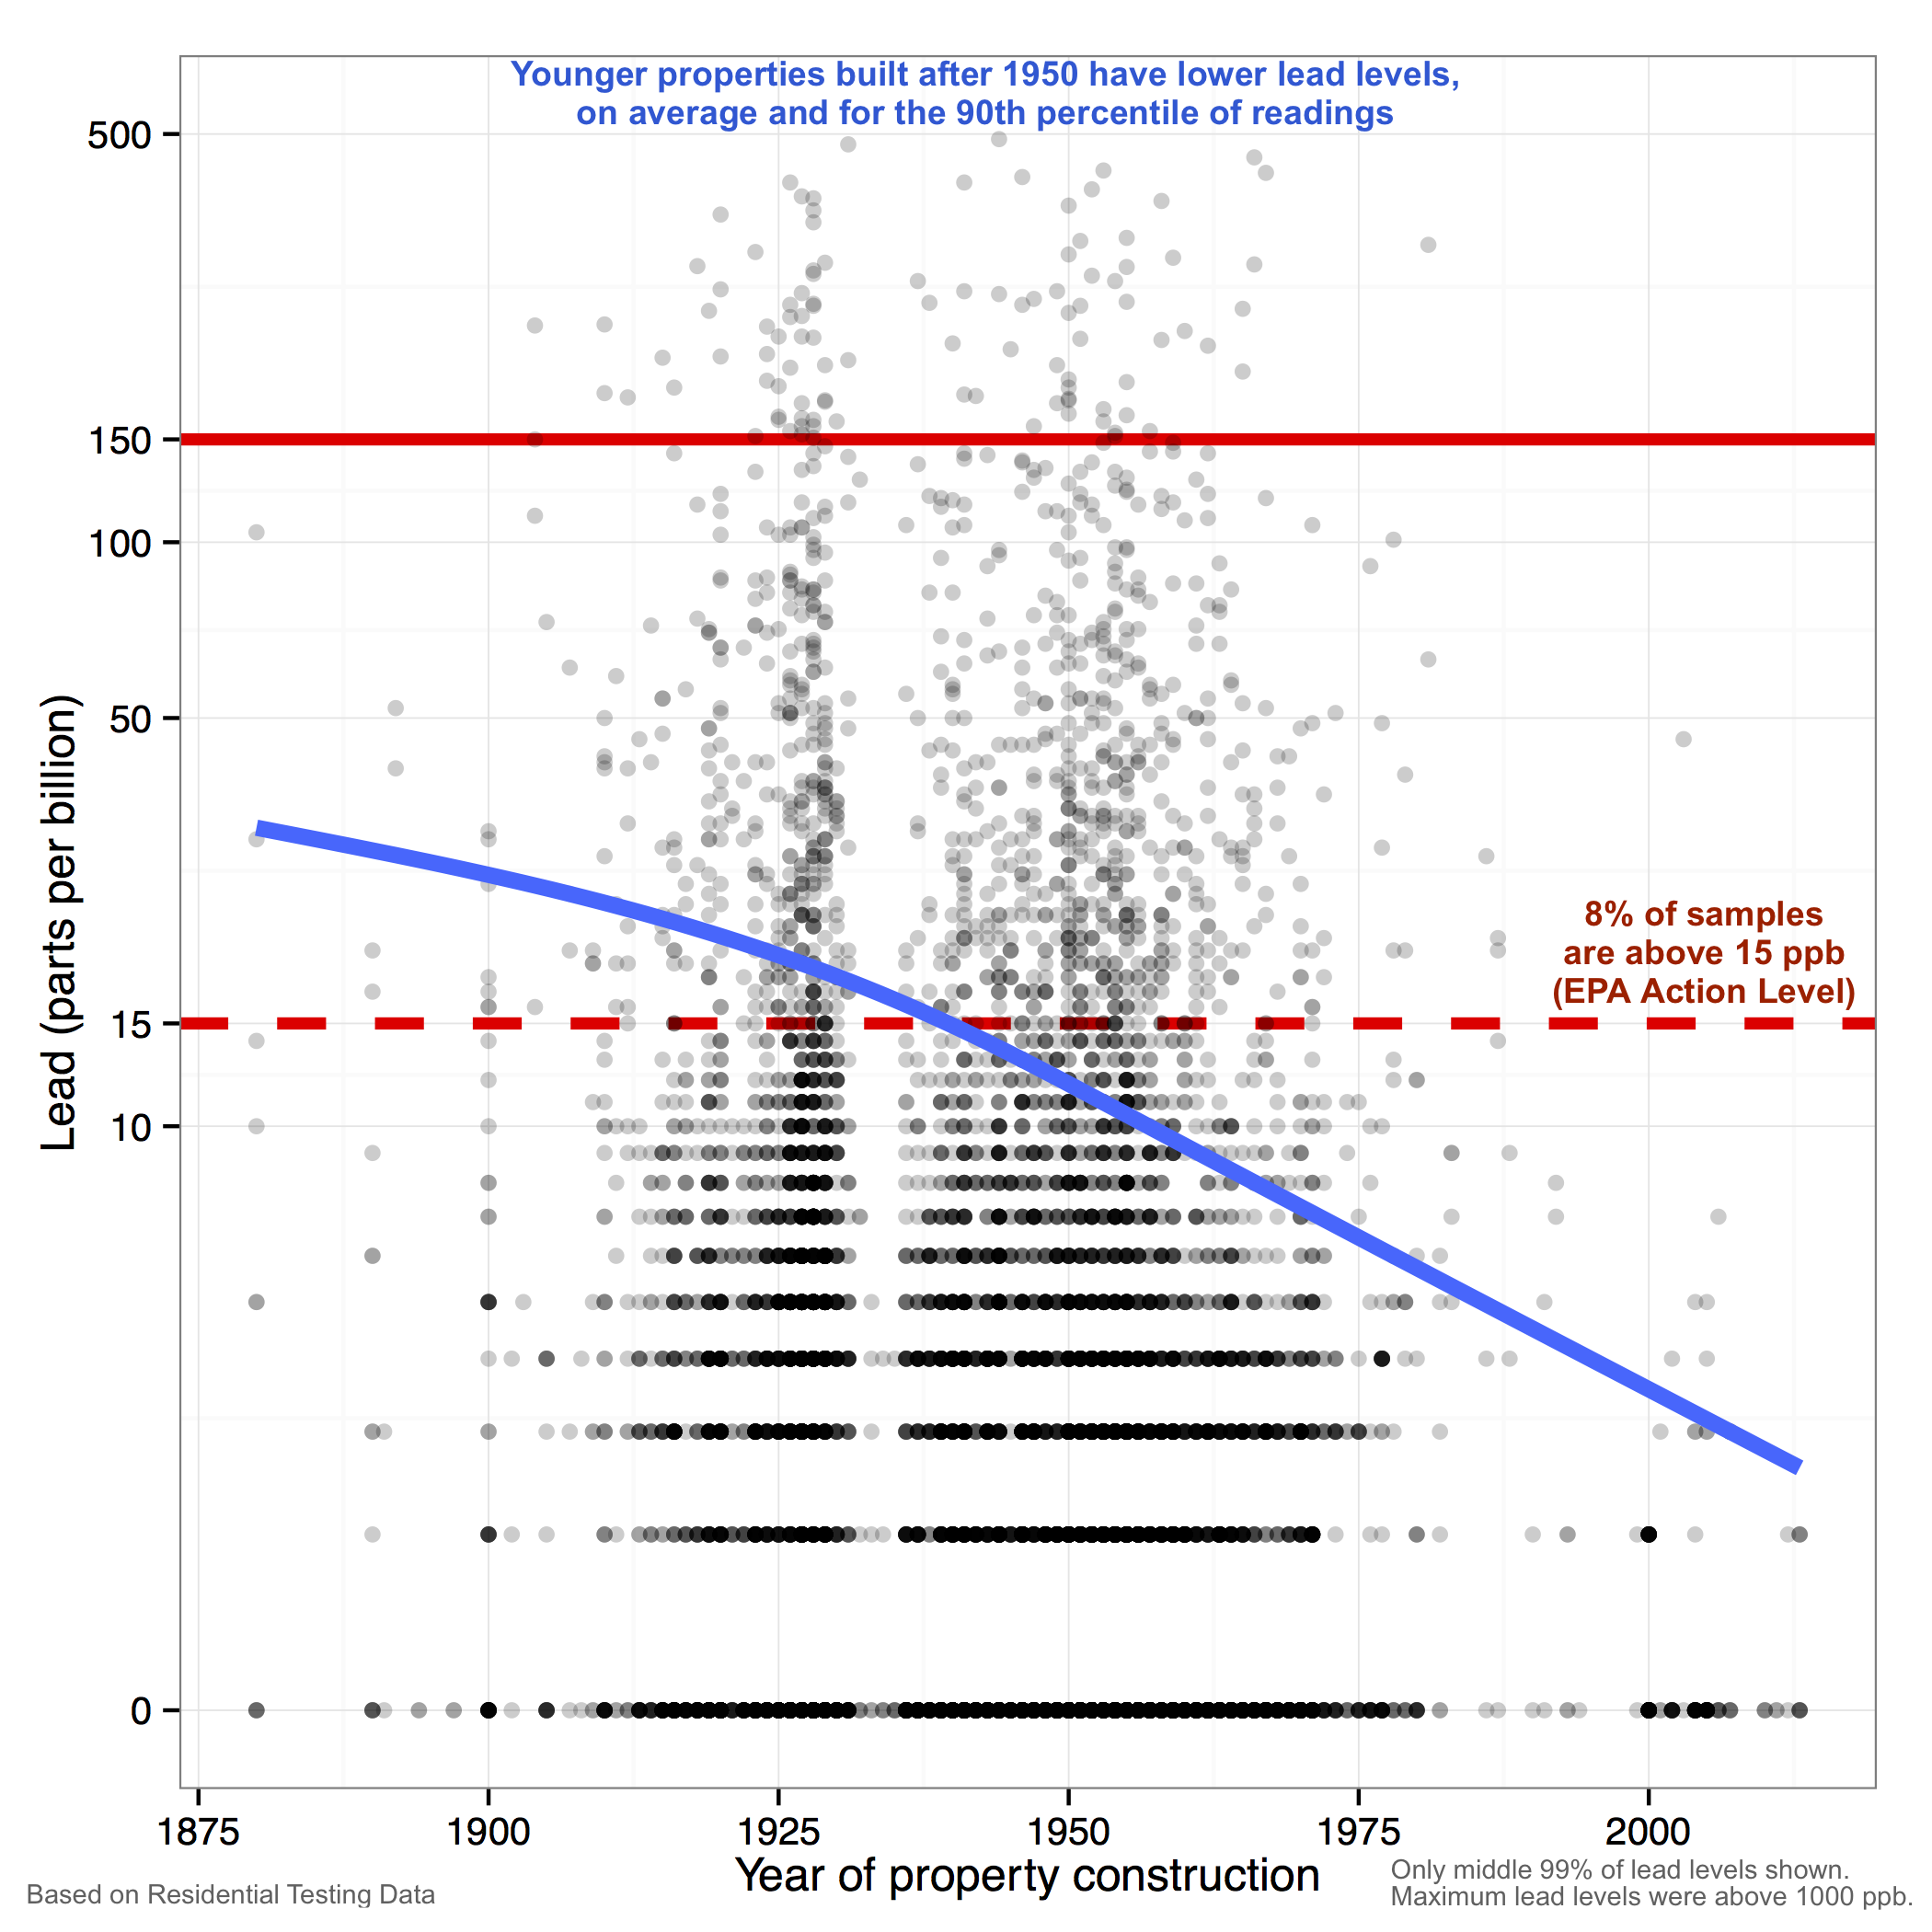 Younger properties built after 1950 have lower lead levels,
on average and for the 90th percentile of readings
500
150
100
50
15
10
0
Lead (parts per billion)
8% of samples
are above 15 ppb
(EPA Action Level)
1875
1900
1925
1950
1975
2000
Year of property construction
Based on Residential Testing Data
Only middle 99% of lead levels shown.
Maximum lead levels were above 1000 ppb.